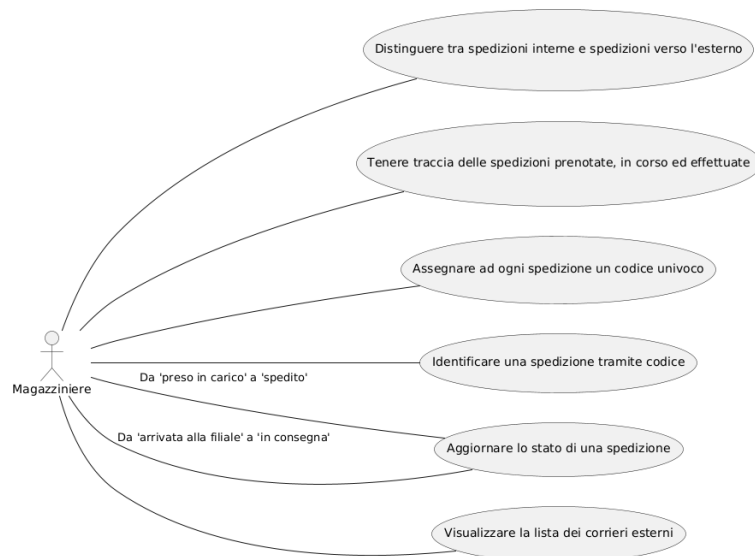 Distinguere tra spedizioni interne e spedizioni verso l'esterno
Tenere traccia delle spedizioni prenotate, in corso ed effettuate
Assegnare ad ogni spedizione un codice univoco
Identificare una spedizione tramite codice
Da 'preso in carico' a 'spedito'
Magazziniere
Da 'arrivata alla filiale' a 'in consegna'
Aggiornare lo stato di una spedizione
Visualizzare la lista dei corrieri esterni